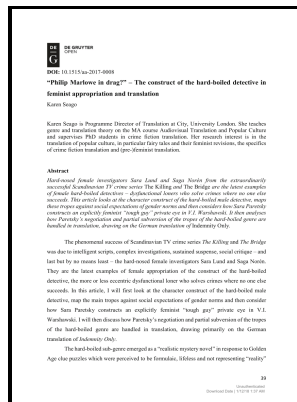 DE
G
DE GRUYTER
OPEN
DOI: 10.1515/ss-2017-0006
“Philip Marlowe in drag?” – The construct of the hard-boiled detective in
feminist appropriation and translation
Karen Seago
Karen Seago is Programme Director of Translation at City, University London. She teaches
genre and translation theory on the MA course Audiovisual Translation and Popular Culture
and supervises PhD students in crime fiction translation. Her research interest is in the
translation of popular culture, in particular fairy tales and their feminist revisions, the specifics
of crime fiction translation and (pre-)feminist translation.
Abstract
Hard-nosed female investigators Sara Lund and Saga Norén from the extraordinarily
successful Scandinavian TV crime series The Killing and The Bridge are the latest examples
of female hard-boiled detectives – dysfunctional loners who solve crimes where no one else
succeeds. This article looks at the character construct of the hard-boiled male detective, maps
these tropes against social expectations of gender norms and then considers how Sara Paretsky
constructs an explicitly feminist “tough guy” private eye in V.I. Warshawski. It then analyses
how Paretsky’s negotiation and partial subversion of the tropes of the hard-boiled genre are
handled in translation, drawing on the German translation of Indemnity Only.
The phenomenal success of Scandinavian TV crime series The Killing and The Bridge
was due to intelligent scripts, complex investigations, sustained suspense, social critique - and
last but by no means least – the hard-nosed female investigators Sara Lund and Saga Norén.
They are the latest examples of female appropriation of the construct of the hard-boiled
detective, the more or less eccentric dysfunctional loner who solves crimes where no one else
succeeds. In this article, I will first look at the character construct of the hard-boiled male
detective, map the main tropes against social expectations of gender norms and then consider
how Sara Paretsky constructs an explicitly feminist “tough guy” private eye in V.I.
Warshawski. I will then discuss how Paretsky’s negotiation and partial subversion of the tropes
of the hard-boiled genre are handled in translation, drawing primarily on the German
translation of Indemnity Only.
The hard-boiled sub-genre emerged as a “realistic mystery novel” in response to Golden
Age clue puzzles which were perceived to be formulaic, lifeless and not representing “reality”
39
Unauthenticated
Download Date | 1/12/18 1:37 AM